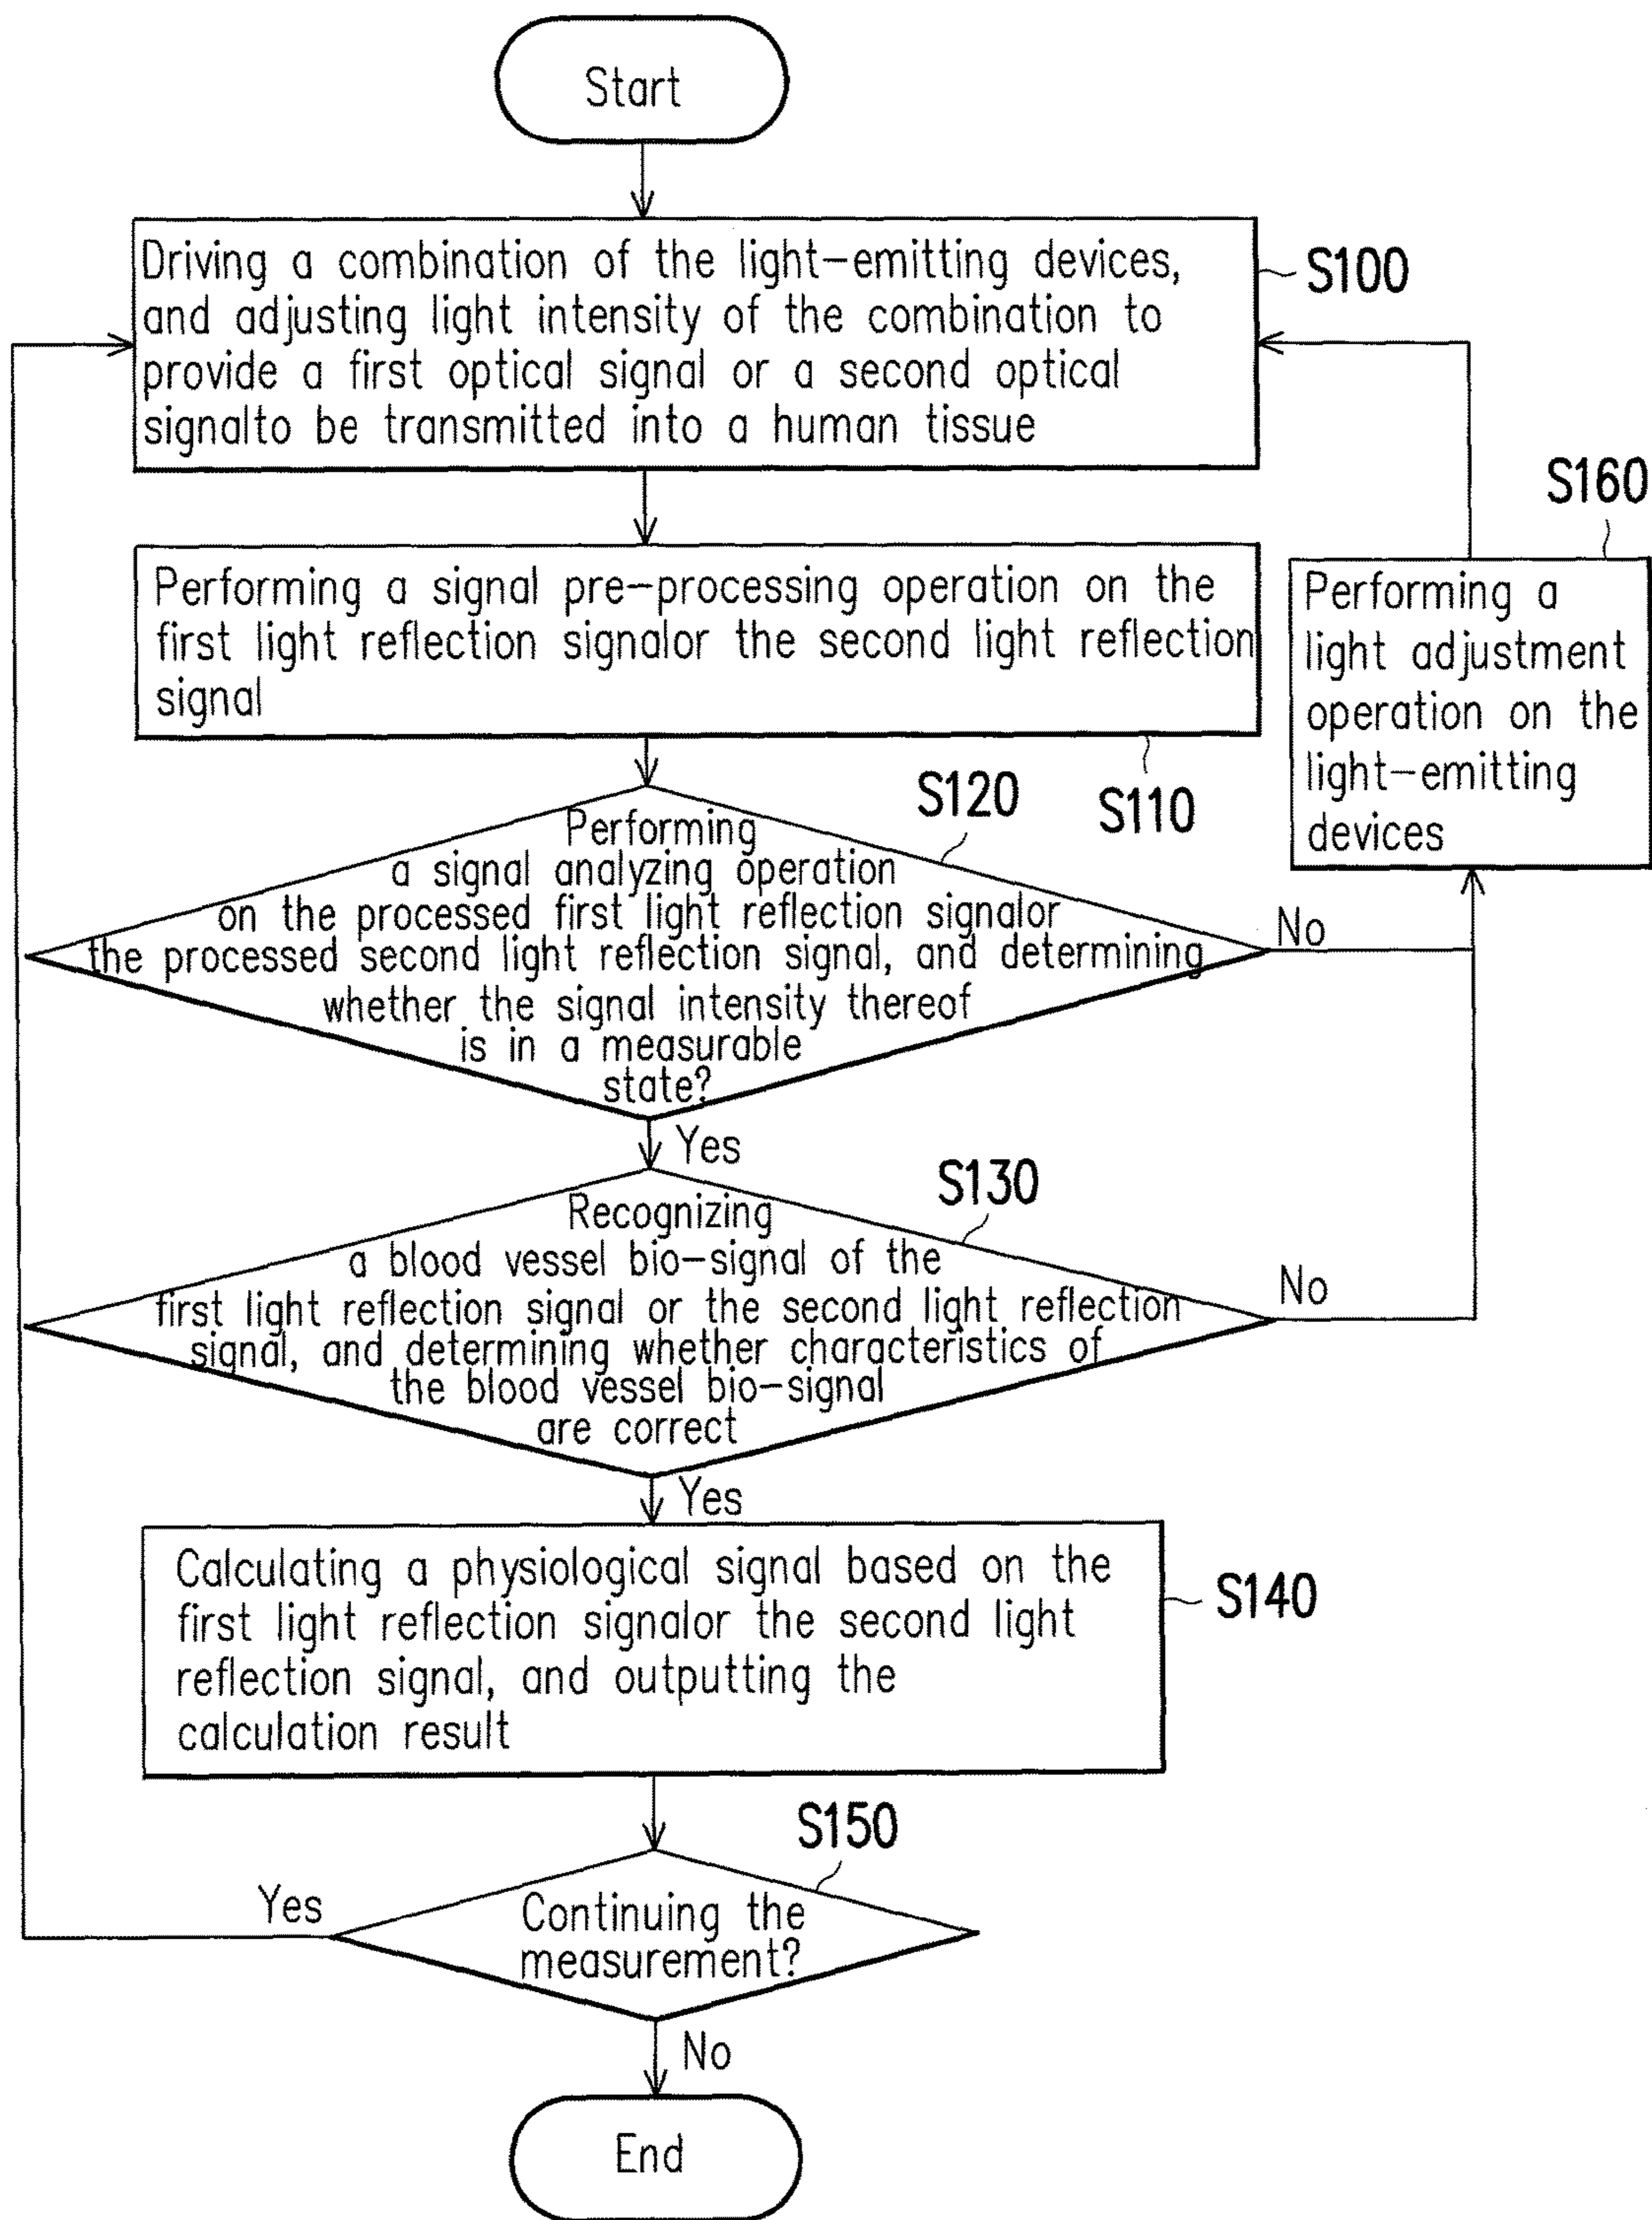 Start
Driving a combination of the light-emitting devices,
and adjusting light intensity of the combination to
provide a first optical signal or a second optical
signalto be transmitted into a human tissue
S100
Performing a signal pre-processing operation on the
first light reflection signalor the second light reflection
signal
S110
S160
Performing a
light adjustment
operation on the
light-emitting
devices
S120
Performing
a signal analyzing operation
on the processed first light reflection signalor
the processed second light reflection signal, and determining
whether the signal intensity thereof
is in a measurable
state?
No
Yes
S130
Recognizing
a blood vessel bio-signal of the
first light reflection signal or the second light reflection
signal, and determining whether characteristics of
the blood vessel bio-signal
are correct
No
Yes
Calculating a physiological signal based on the
first light reflection signalor the second light
reflection signal, and outputting the
calculation result
S140
S150
Continuing the
measurement?
Yes
No
End